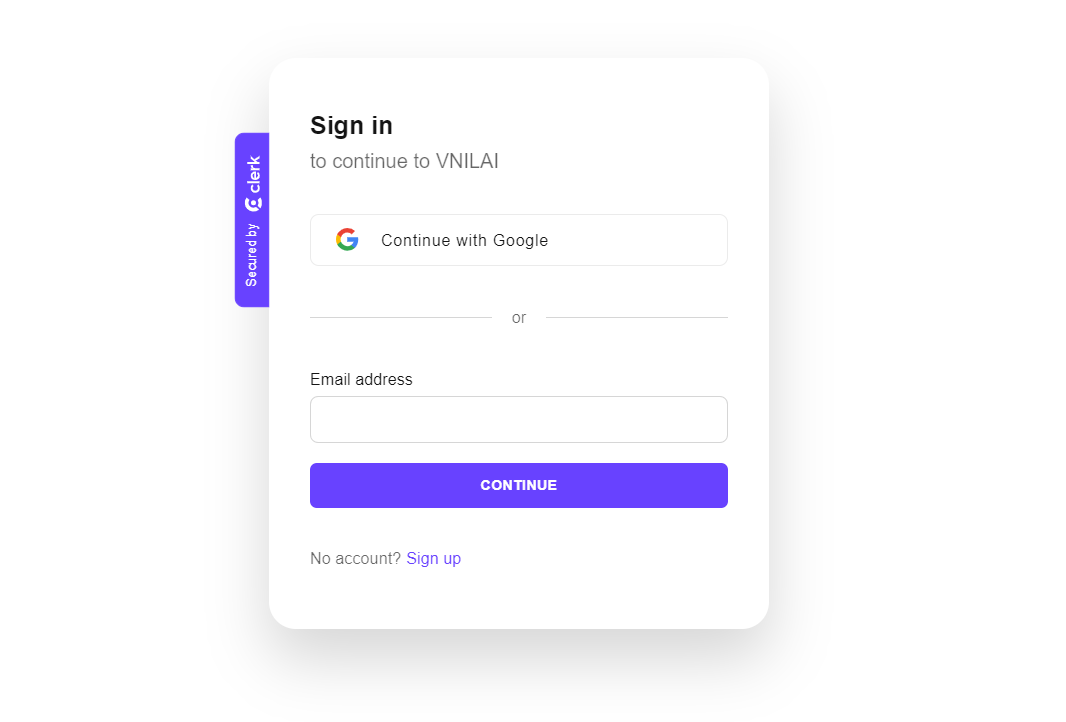 Sign in
to continue to VNILAI
Secured by clerk
Continue with Google
or
Email address
CONTINUE
No account? Sign up